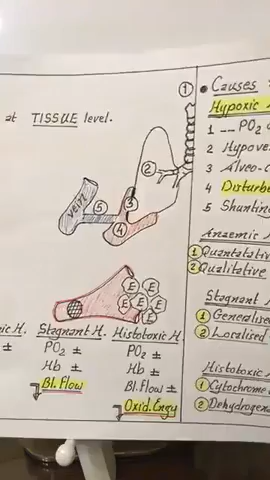 at TISSUE level.
1
2
3
4
5
VEIN
E E
E E E
E E
Stagnant H.
PO2 ±
Hb ±
Bl. Flow
Histotoxic H.
PO2 ±
Hb ±
Bl. Flow ±
Oxid. Enzy
• Causes
Hypoxic
1 __ PO2
2 Hypove
3 Alveo-c
4 Disturbe
5 Shuntin
Anaemic
1 Quantatativ
2 Qualitative
Stagnant
1 Generalise
2 Localised
Histotoxic
1 Cytochrome
2 Dehydrogen